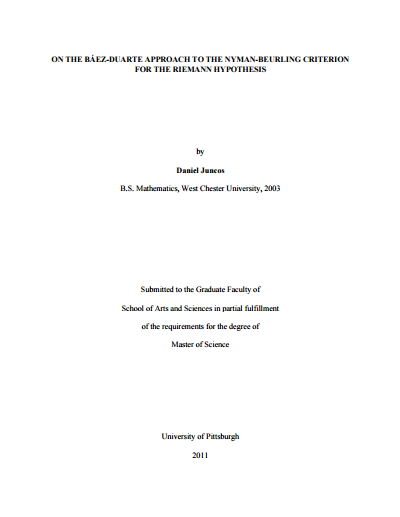 ON THE BÁEZ-DUARTE APPROACH TO THE NYMAN-BEURLING CRITERION
FOR THE RIEMANN HYPOTHESIS
by
Daniel Juncos
B.S. Mathematics, West Chester University, 2003
Submitted to the Graduate Faculty of
School of Arts and Sciences in partial fulfillment
of the requirements for the degree of
Master of Science
University of Pittsburgh
2011